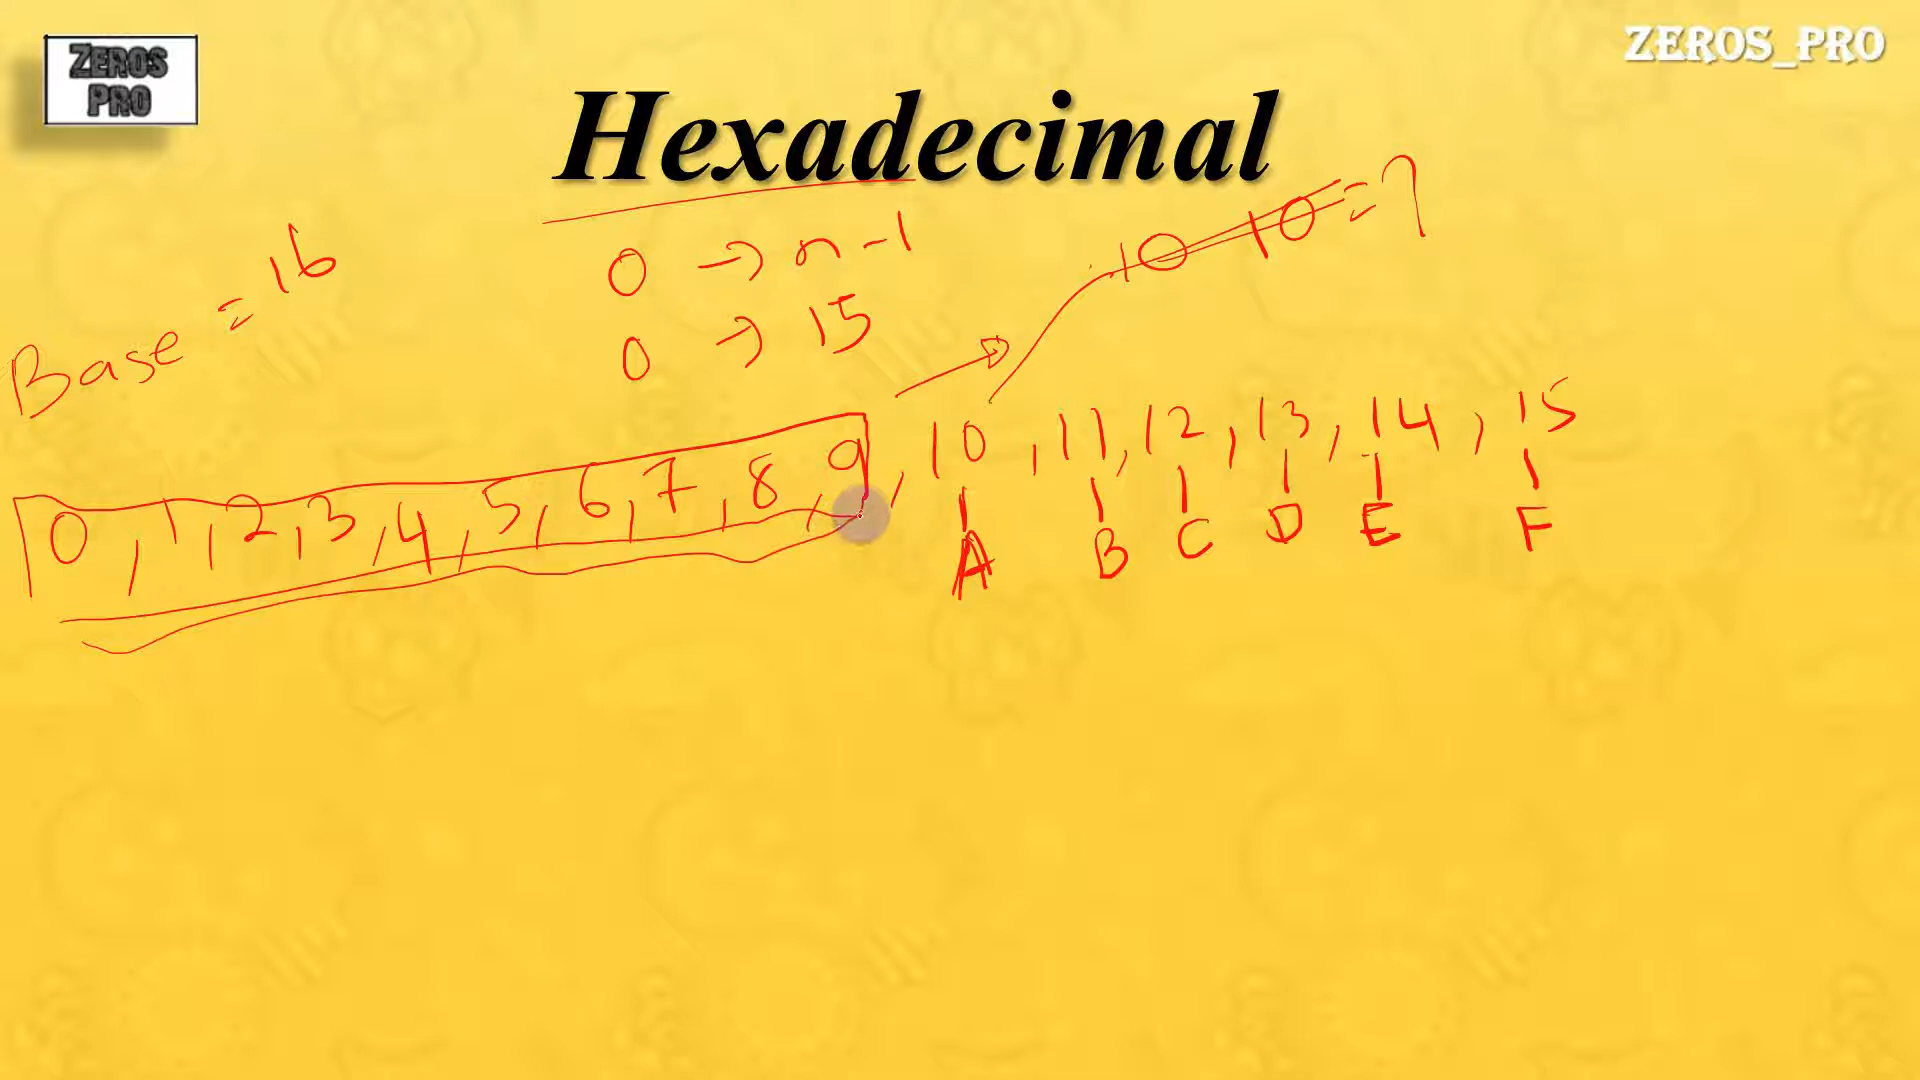 ZEROS
PRO
ZEROS_PRO
Hexadecimal
Base = 16
0 → n-1
0 → 15
10 10 = ?
0, 1, 2, 3, 4, 5, 6, 7, 8, 9, 10, 11, 12, 13, 14, 15
A B C D E F